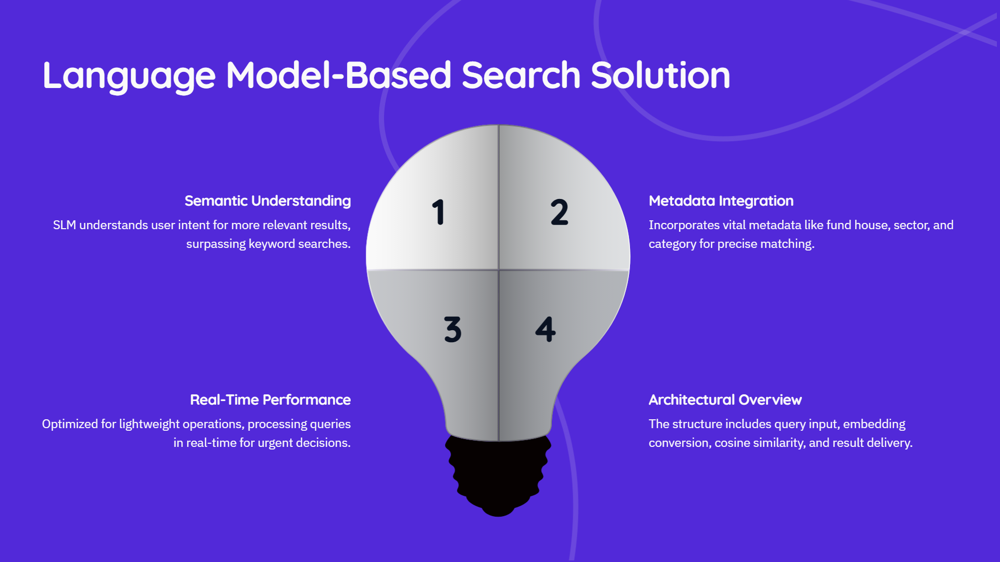 Language Model-Based Search Solution
1
2
Semantic Understanding
SLM understands user intent for more relevant results,
surpassing keyword searches.
Metadata Integration
Incorporates vital metadata like fund house, sector, and
category for precise matching.
3
4
Real-Time Performance
Optimized for lightweight operations, processing queries
in real-time for urgent decisions.
Architectural Overview
The structure includes query input, embedding
conversion, cosine similarity, and result delivery.